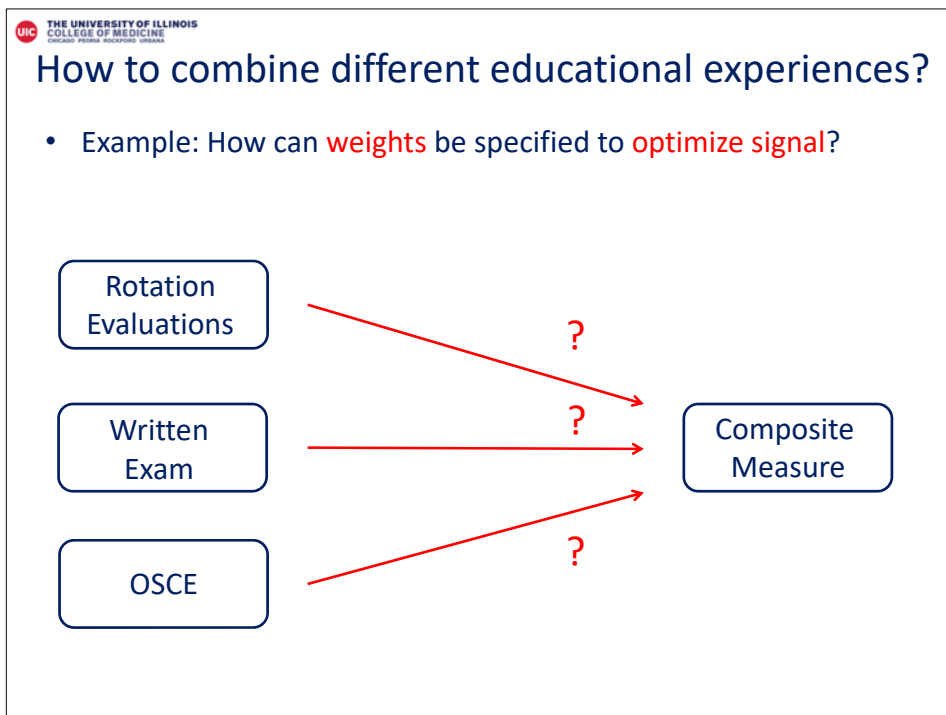 UIC
THE UNIVERSITY OF ILLINOIS
COLLEGE OF MEDICINE
CHICAGO PEORIA ROCKFORD URBANA
How to combine different educational experiences?
• Example: How can weights be specified to optimize signal?
Rotation
Evaluations
?
Written
Exam
?
Composite
Measure
OSCE
?